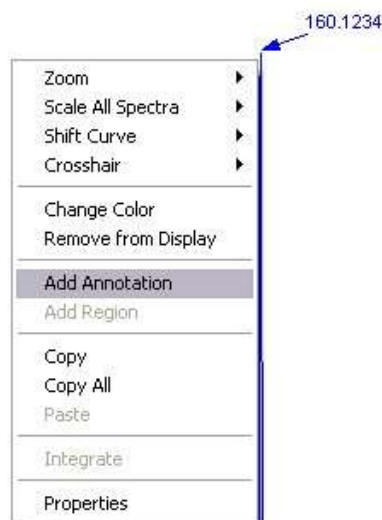 160.1234
Zoom
Scale All Spectra
Shift Curve
Crosshair
Change Color
Remove from Display
Add Annotation
Add Region
Copy
Copy All
Paste
Integrate
Properties